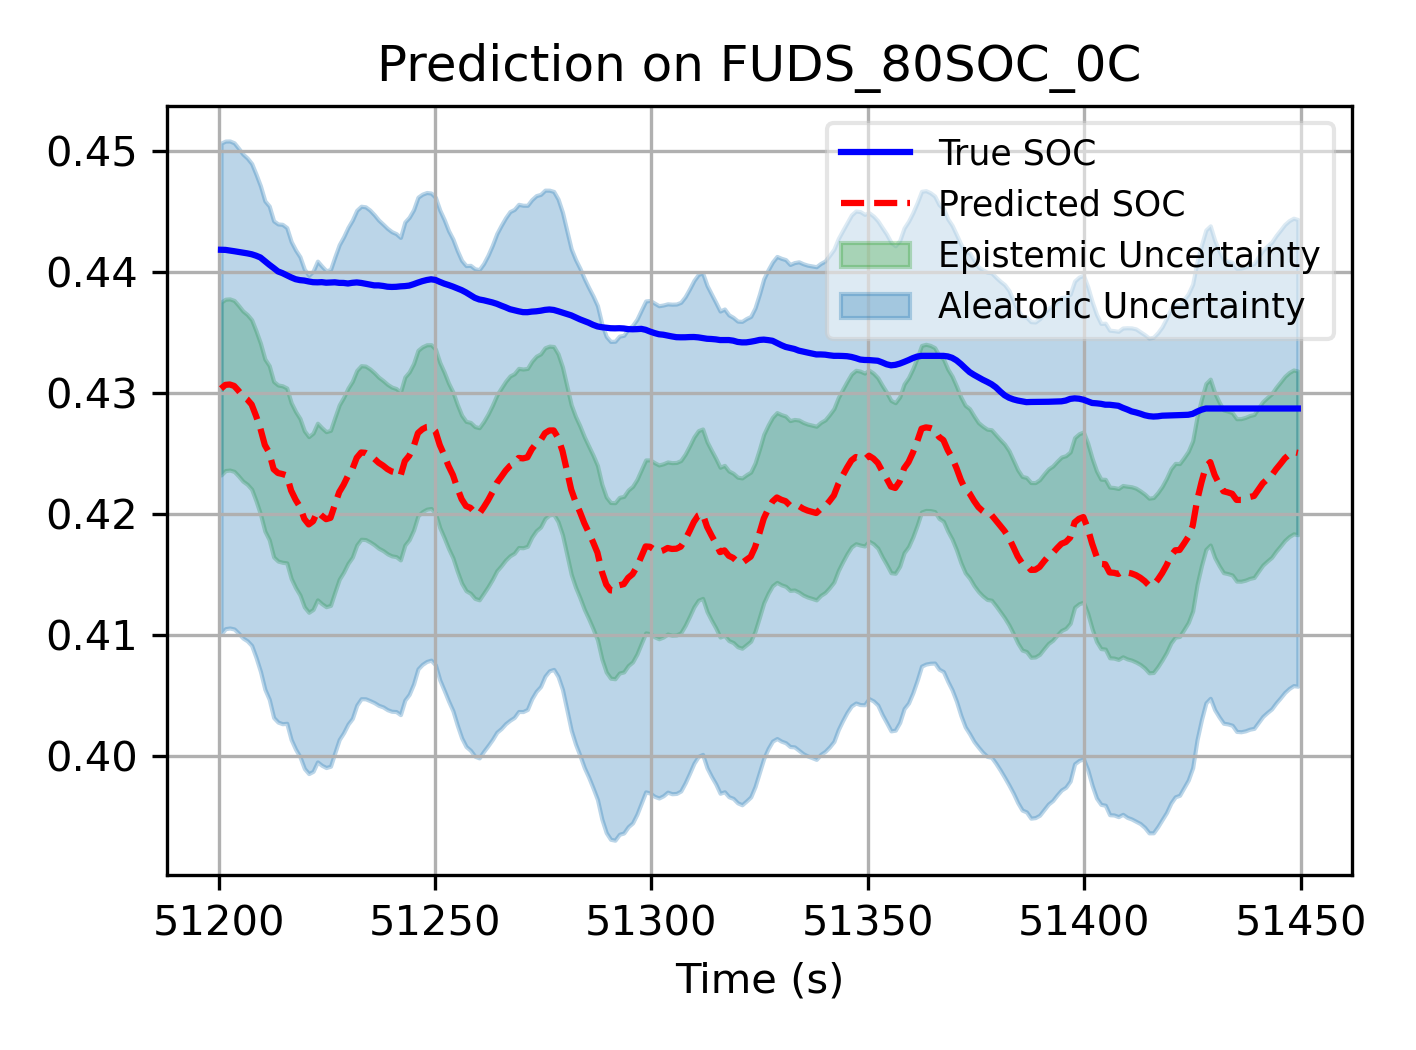 Prediction on FUDS_80SOC_0C
True SOC
Predicted SOC
Epistemic Uncertainty
Aleatoric Uncertainty
0.45
0.44
0.43
0.42
0.41
0.40
51200 51250 51300 51350 51400 51450
Time (s)